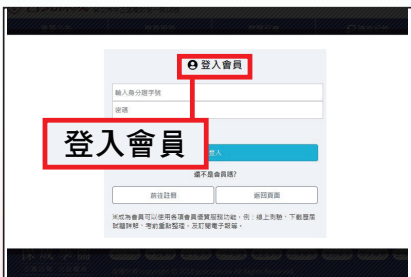 登入會員
輸入身分證字號
密碼
登入會員
登入
還不是會員嗎?
前往註冊
返回頁面
※成為會員可以使用各項會員優質服務功能，例：線上測驗、下載歷屆
試題詳解、考前重點整理，及訂閱電子報等。